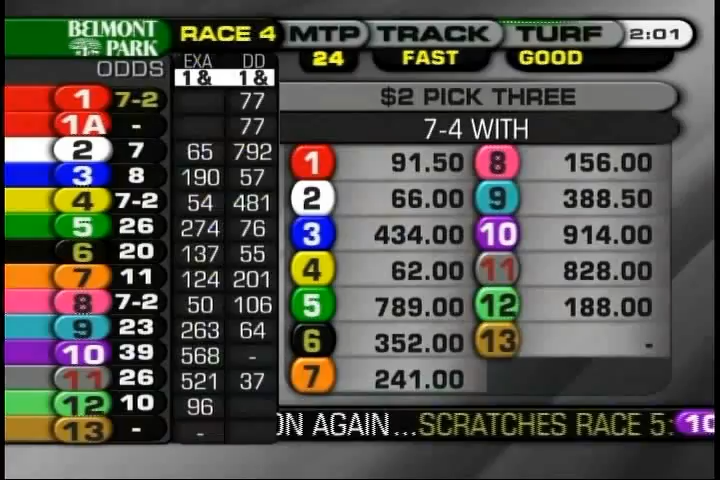 BELMONT PARK RACE 4 MTP TRACK TURF 2:01
24 FAST GOOD
ODDS EXA DD
1 & 1 &
1 7-2 77
1A - 77
2 7 65 792
3 8 190 57
4 7-2 54 481
5 26 274 76
6 20 137 55
7 11 124 201
8 7-2 50 106
9 23 263 64
10 39 568 -
11 26 521 37
12 10 96
13 - -
$2 PICK THREE
7-4 WITH
1 91.50 8 156.00
2 66.00 9 388.50
3 434.00 10 914.00
4 62.00 11 828.00
5 789.00 12 188.00
6 352.00 13 -
7 241.00
ON AGAIN...SCRATCHES RACE 5: 10